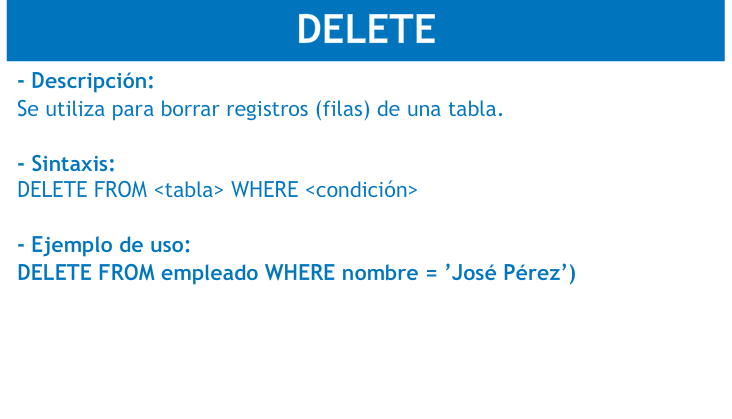 DELETE
- Descripción:
Se utiliza para borrar registros (filas) de una tabla.
- Sintaxis:
DELETE FROM <tabla> WHERE <condición>
- Ejemplo de uso:
DELETE FROM empleado WHERE nombre = ’José Pérez’)